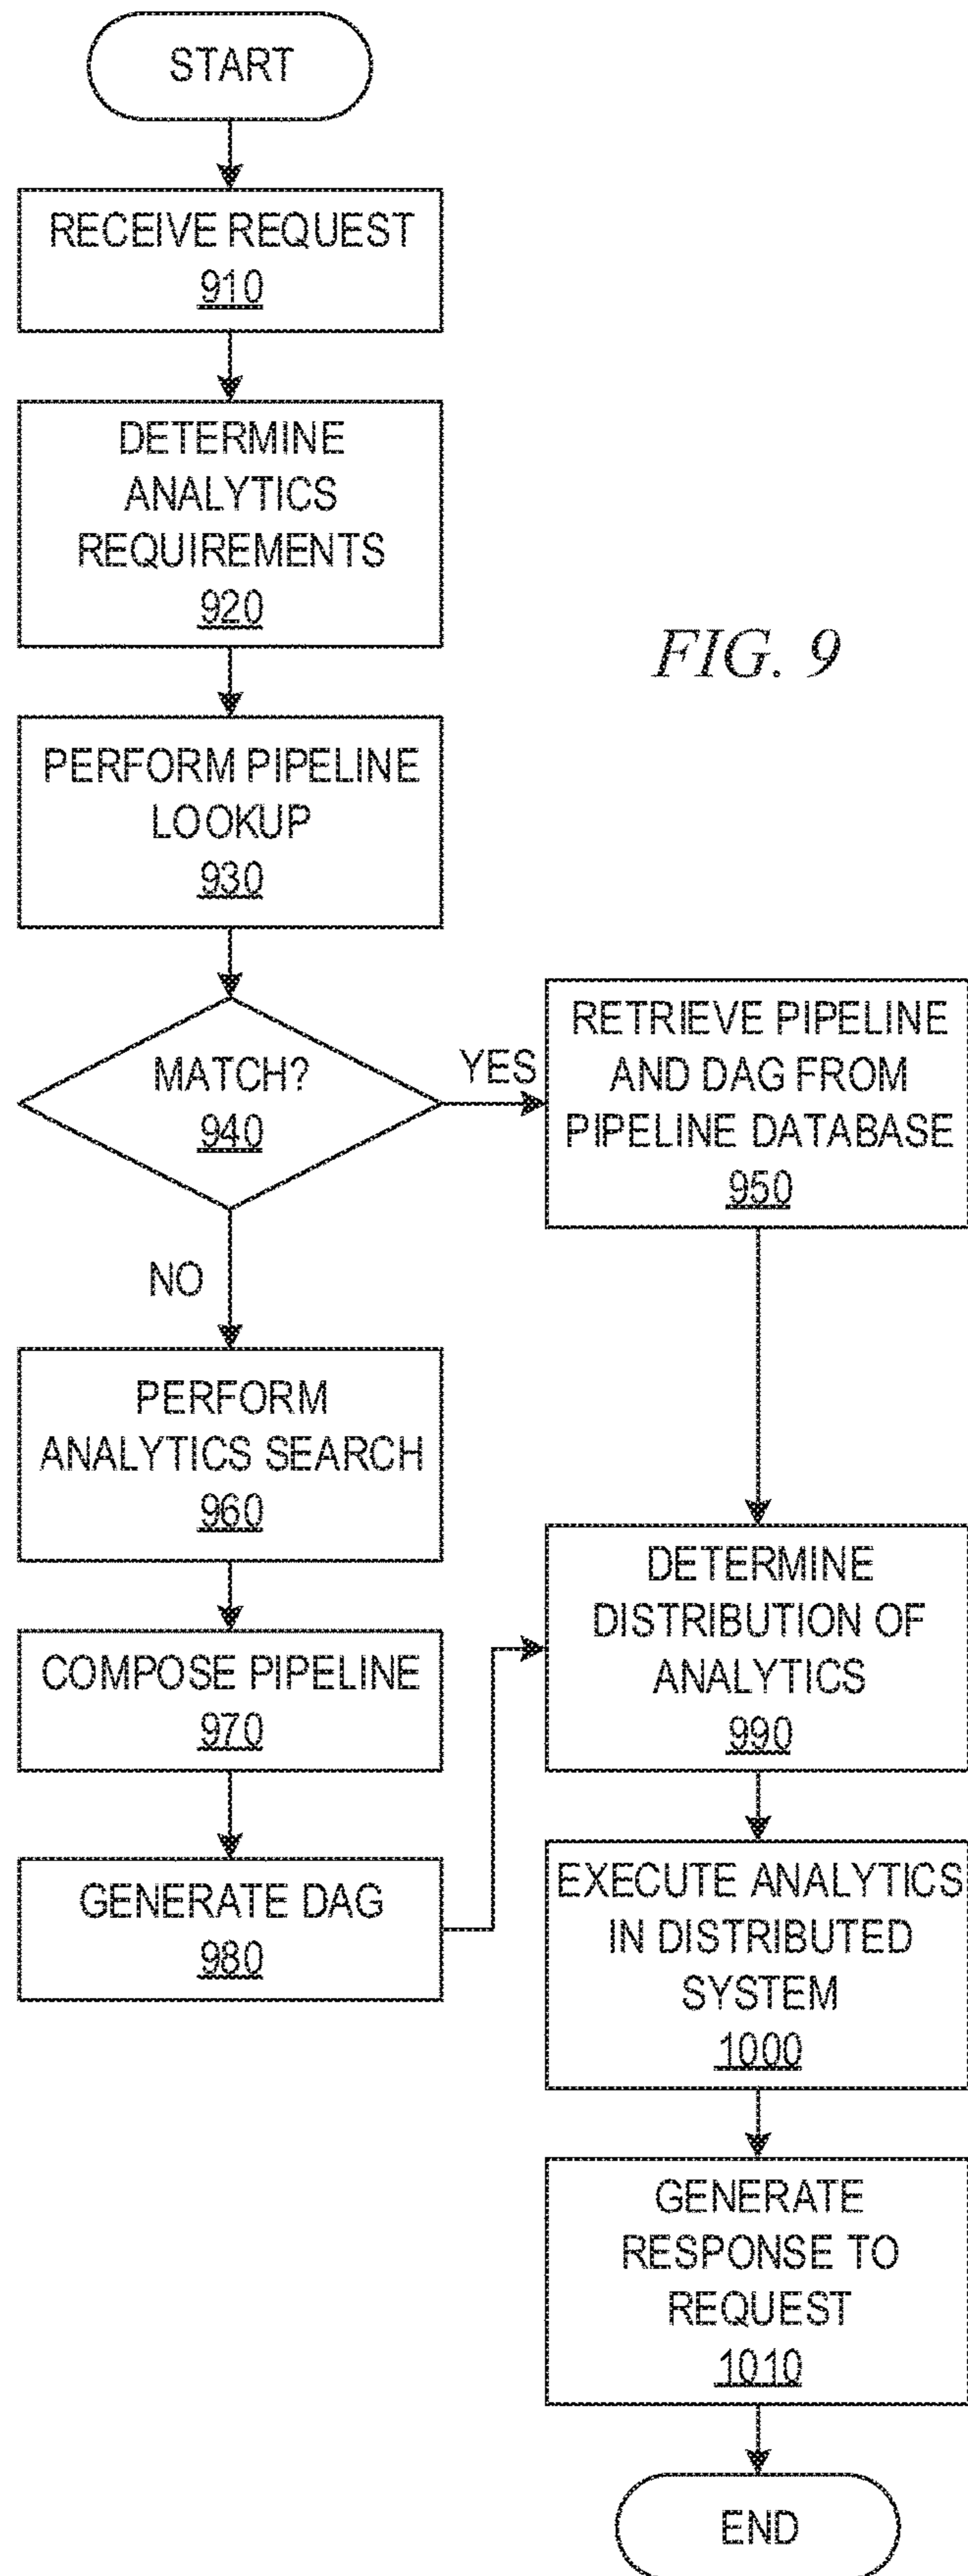 START
RECEIVE REQUEST
910
DETERMINE
ANALYTICS
REQUIREMENTS
920
FIG. 9
PERFORM PIPELINE
LOOKUP
930
MATCH?
940
YES
RETRIEVE PIPELINE
AND DAG FROM
PIPELINE DATABASE
950
NO
PERFORM
ANALYTICS SEARCH
960
COMPOSE PIPELINE
970
GENERATE DAG
980
DETERMINE
DISTRIBUTION OF
ANALYTICS
990
EXECUTE ANALYTICS
IN DISTRIBUTED
SYSTEM
1000
GENERATE
RESPONSE TO
REQUEST
1010
END